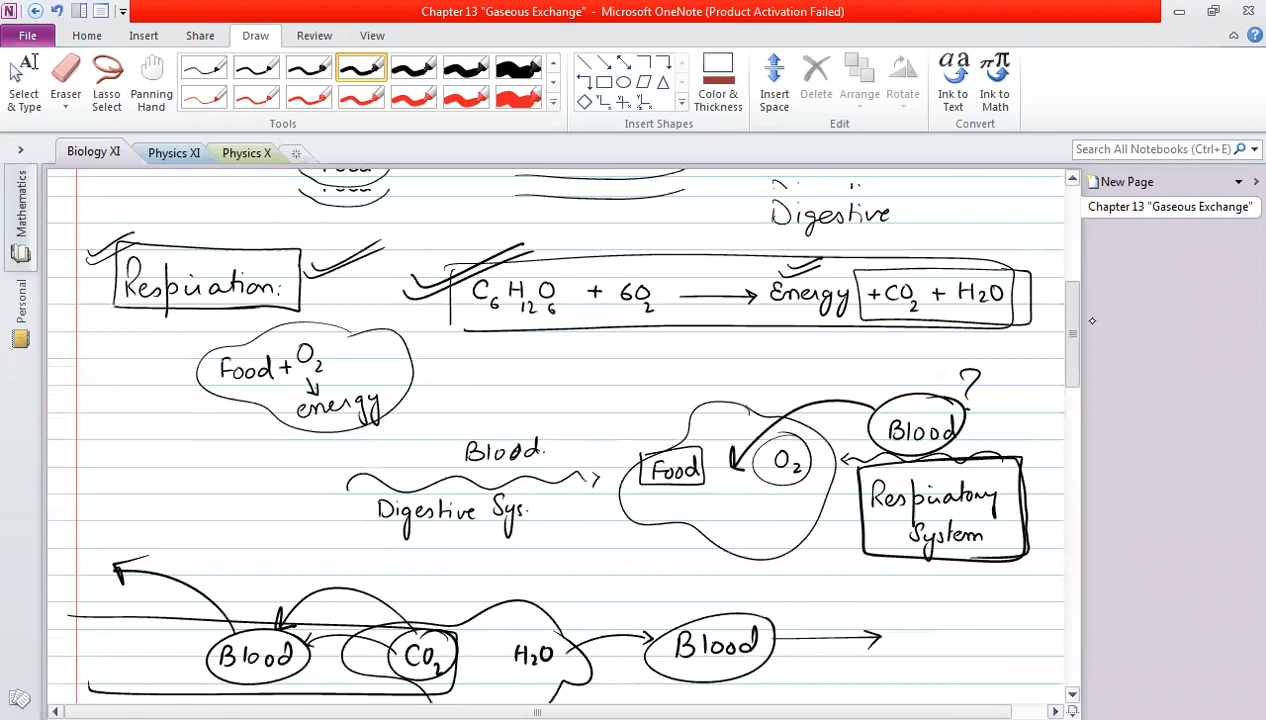 Chapter 13 "Gaseous Exchange" - Microsoft OneNote (Product Activation Failed)
File Home Insert Share Draw Review View
Select & Type Eraser Lasso Select Panning Hand Color & Thickness Insert Space Delete Arrange Rotate Ink to Text Ink to Math
Tools Insert Shapes Edit Convert
Biology XI Physics XI Physics X Search All Notebooks (Ctrl+E)
New Page
Chapter 13 "Gaseous Exchange"
Mathematics
Personal
Food
Digestive
Respiration:
C6H12O6 + 6O2 → Energy +CO2 + H2O
Food + O2
energy
?
Blood
Blood.
Food O2
Digestive Sys.
Respiratory
System
Blood CO2 H2O Blood